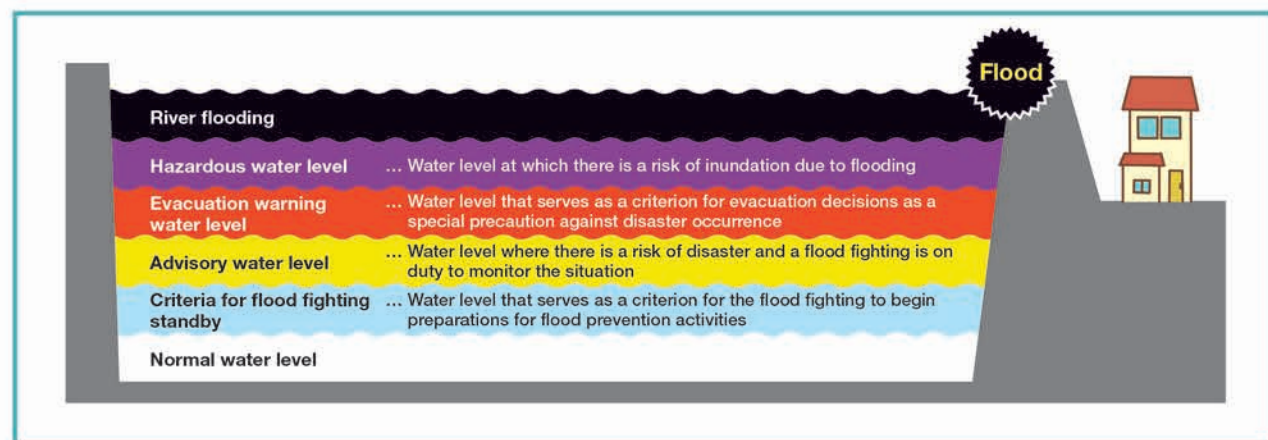 Flood
River flooding
Hazardous water level ... Water level at which there is a risk of inundation due to flooding
Evacuation warning water level ... Water level that serves as a criterion for evacuation decisions as a
special precaution against disaster occurrence
Advisory water level ... Water level where there is a risk of disaster and a flood fighting is on
duty to monitor the situation
Criteria for flood fighting standby ... Water level that serves as a criterion for the flood fighting to begin
preparations for flood prevention activities
Normal water level